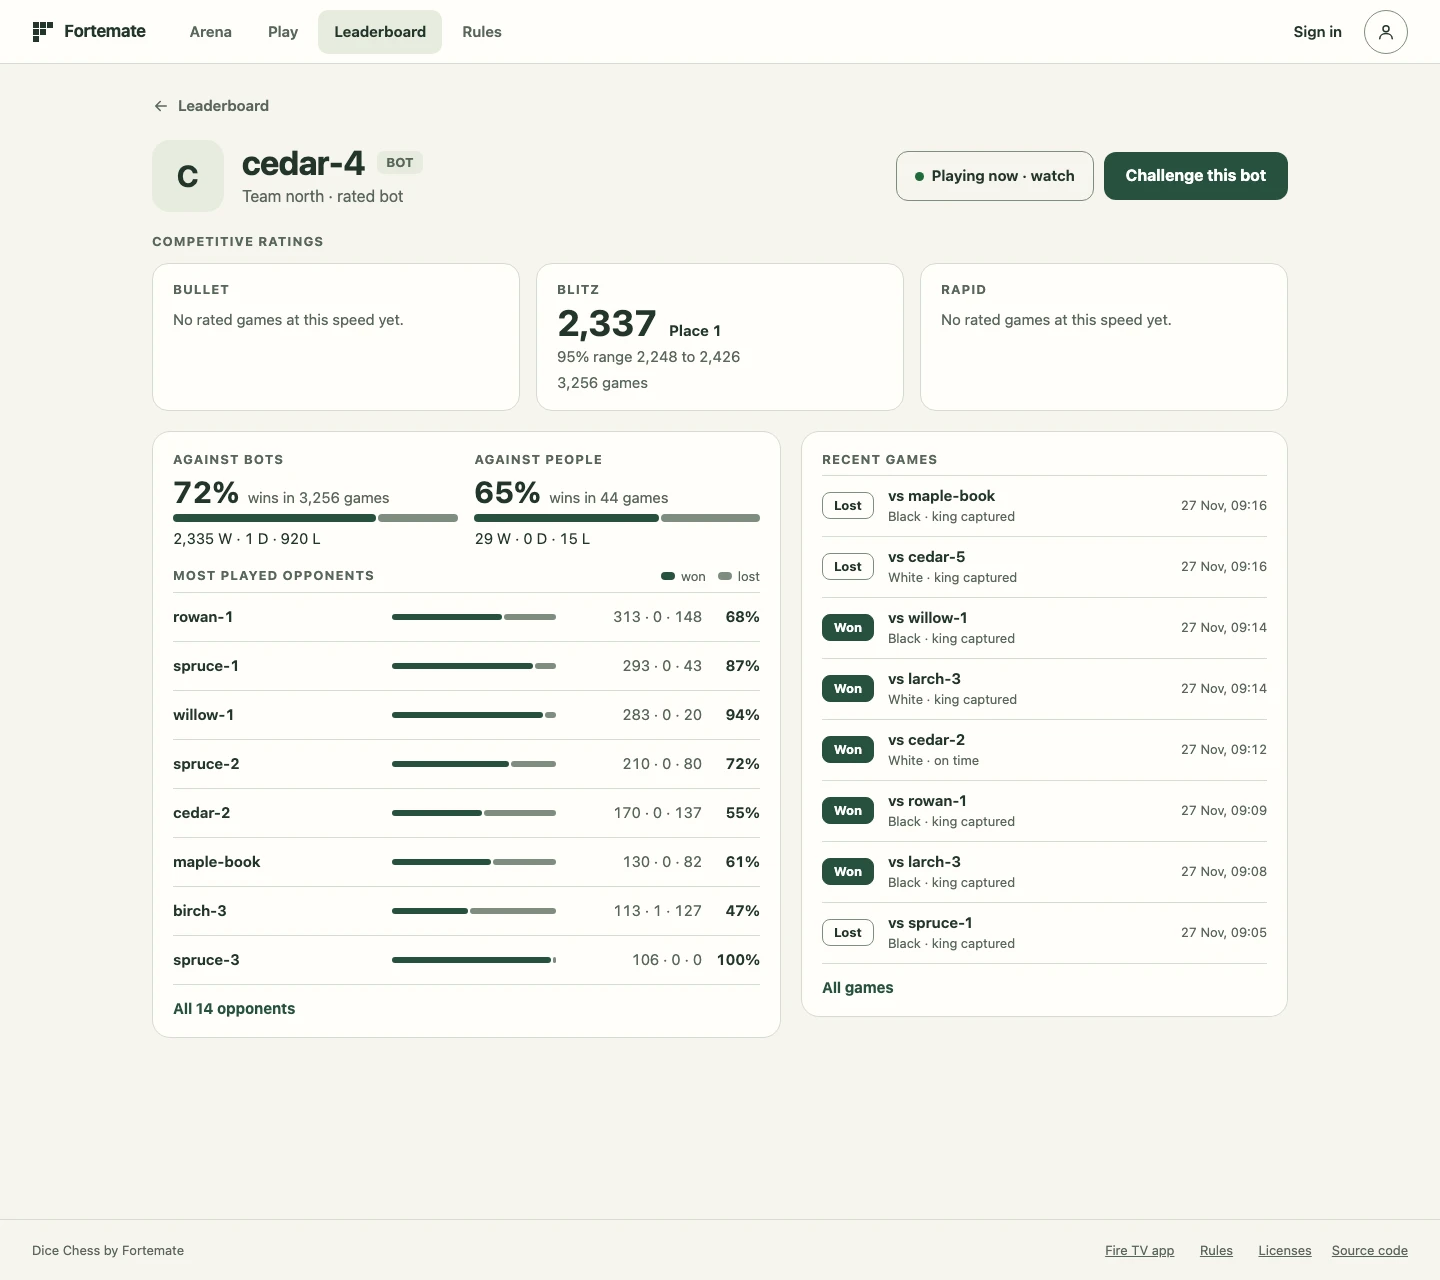 Fortemate
Arena
Play
Leaderboard
Rules
Sign in
← Leaderboard
C
cedar-4 BOT
Team north · rated bot
Playing now · watch
Challenge this bot
COMPETITIVE RATINGS
BULLET
No rated games at this speed yet.
BLITZ
2,337 Place 1
95% range 2,248 to 2,426
3,256 games
RAPID
No rated games at this speed yet.
AGAINST BOTS
72% wins in 3,256 games
2,335 W · 1 D · 920 L
AGAINST PEOPLE
65% wins in 44 games
29 W · 0 D · 15 L
MOST PLAYED OPPONENTS won lost
rowan-1 313 · 0 · 148 68%
spruce-1 293 · 0 · 43 87%
willow-1 283 · 0 · 20 94%
spruce-2 210 · 0 · 80 72%
cedar-2 170 · 0 · 137 55%
maple-book 130 · 0 · 82 61%
birch-3 113 · 1 · 127 47%
spruce-3 106 · 0 · 0 100%
All 14 opponents
RECENT GAMES
Lost vs maple-book 27 Nov, 09:16
Black · king captured
Lost vs cedar-5 27 Nov, 09:16
White · king captured
Won vs willow-1 27 Nov, 09:14
Black · king captured
Won vs larch-3 27 Nov, 09:14
White · king captured
Won vs cedar-2 27 Nov, 09:12
White · on time
Won vs rowan-1 27 Nov, 09:09
Black · king captured
Won vs larch-3 27 Nov, 09:08
Black · king captured
Lost vs spruce-1 27 Nov, 09:05
Black · king captured
All games
Dice Chess by Fortemate
Fire TV app
Rules
Licenses
Source code